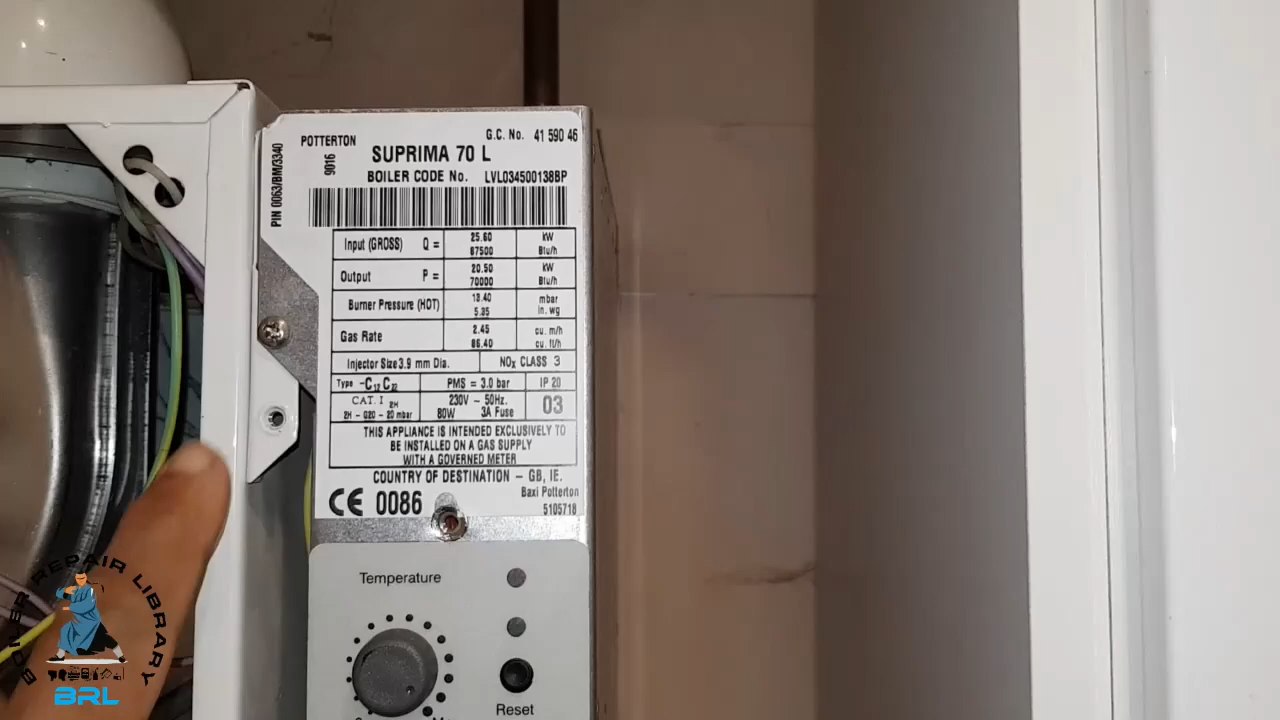 POTTERTON
G.C. No. 41 590 46
PIN 0063/BM/3340
9016
SUPRIMA 70 L
BOILER CODE No. LVL034500138BP
Input (GROSS) Q = 25.60 kW
87500 Btu/h
Output P = 20.50 kW
70000 Btu/h
Burner Pressure (HOT) 13.40 mbar
5.35 in. wg
Gas Rate 2.45 cu. m/h
86.40 cu. ft/h
Injector Size 3.9 mm Dia. NOx CLASS 3
Type -C12 C32 PMS = 3.0 bar IP 20
CAT. I 2H 230V ~ 50Hz. 03
2H - G20 - 20 mbar 80W 3A Fuse
THIS APPLIANCE IS INTENDED EXCLUSIVELY TO
BE INSTALLED ON A GAS SUPPLY
WITH A GOVERNED METER
COUNTRY OF DESTINATION - GB, IE.
CE 0086 Baxi Potterton
5105718
Temperature
Reset
BOILER REPAIR LIBRARY
BRL